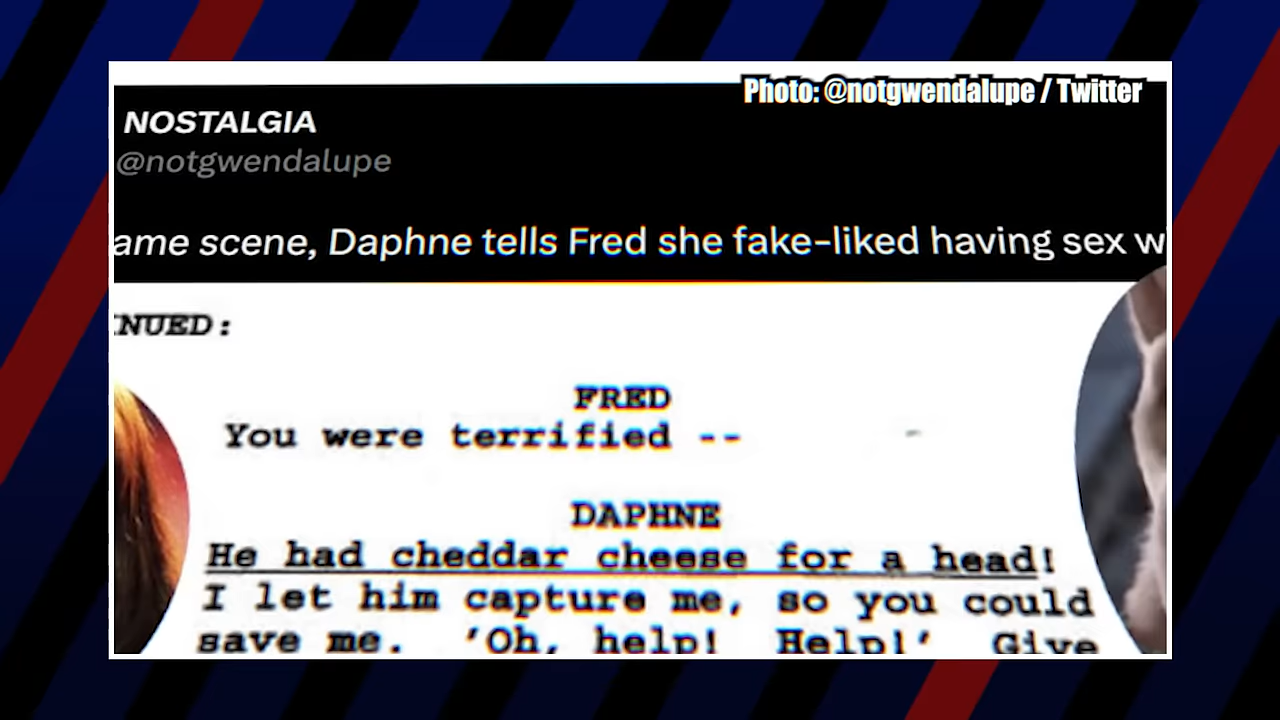 Photo: @notgwendalupe / Twitter
NOSTALGIA
@notgwendalupe
ame scene, Daphne tells Fred she fake-liked having sex w
NUED:
FRED
You were terrified --
DAPHNE
He had cheddar cheese for a head!
I let him capture me, so you could
save me. 'Oh, help! Help!' Give